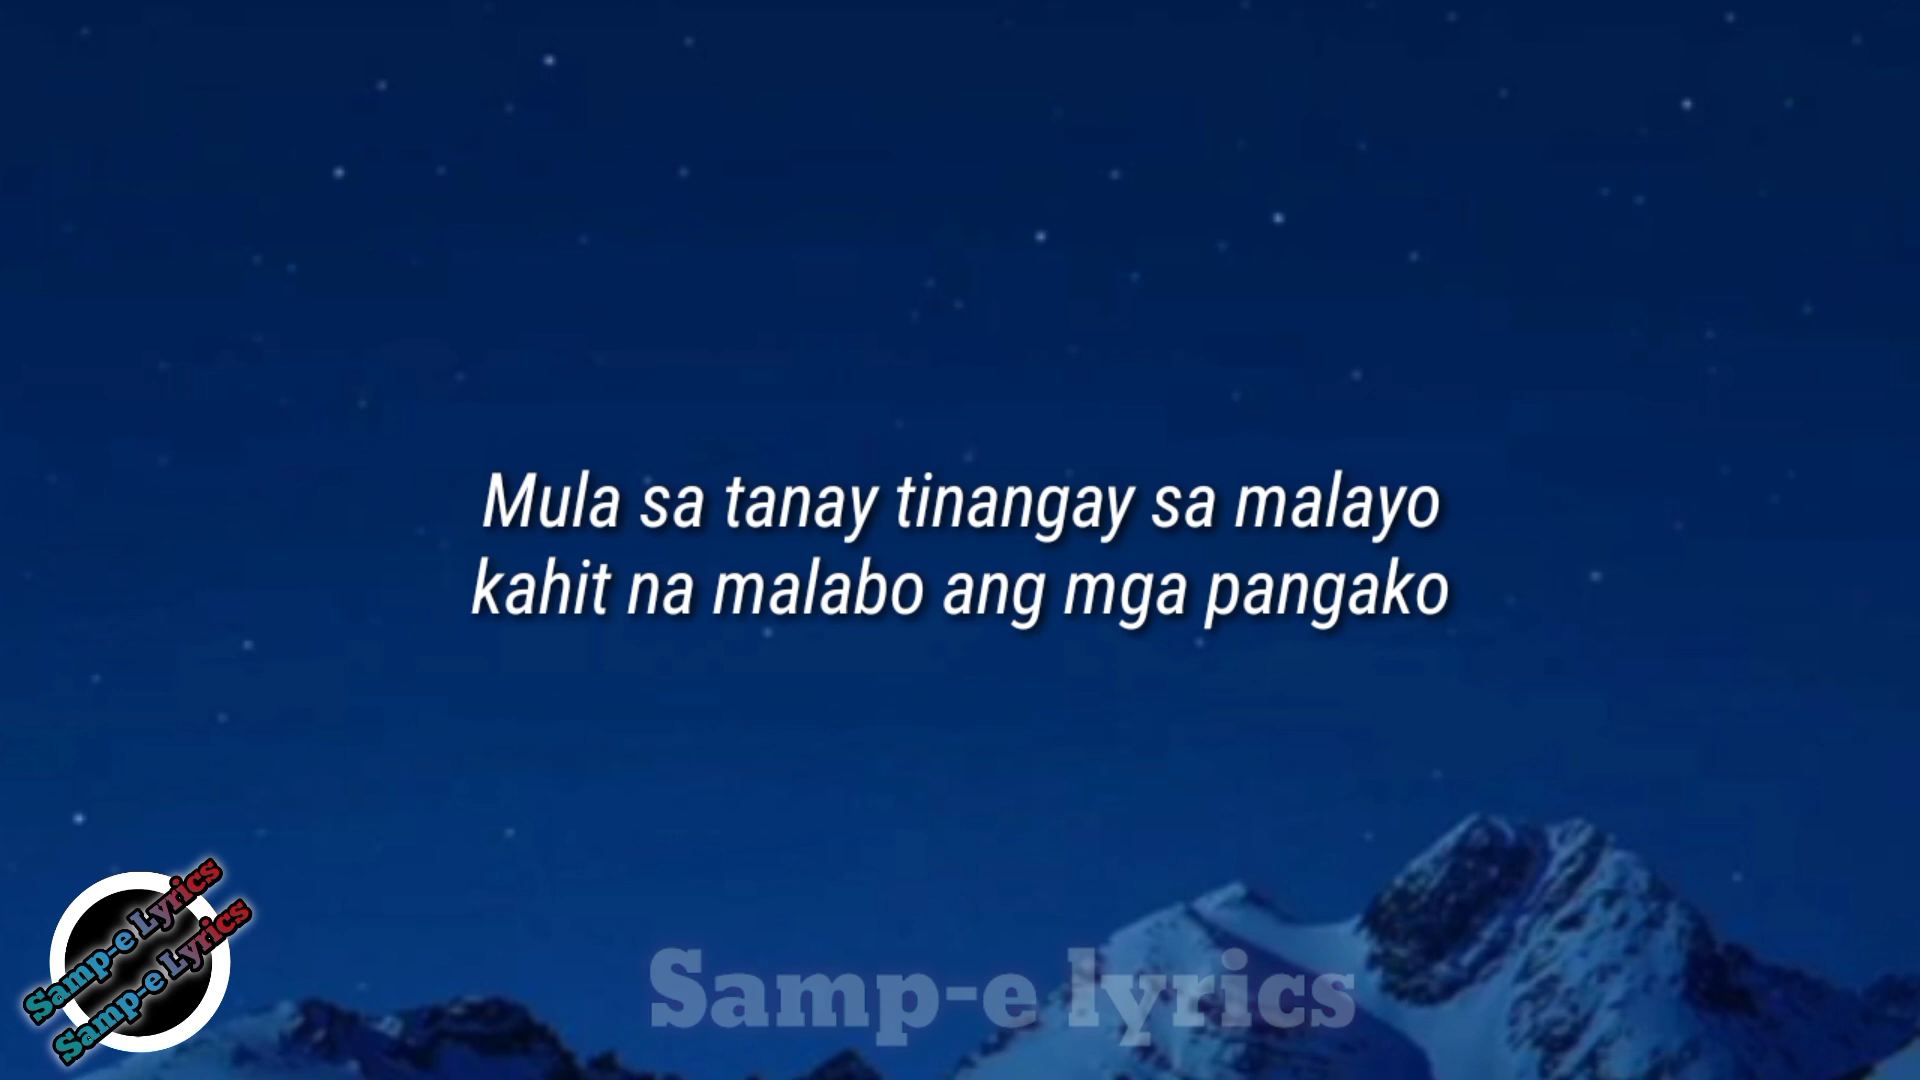 Mula sa tanay tinangay sa malayo
kahit na malabo ang mga pangako
Samp-e Lyrics
Samp-e Lyrics
Samp-e lyrics